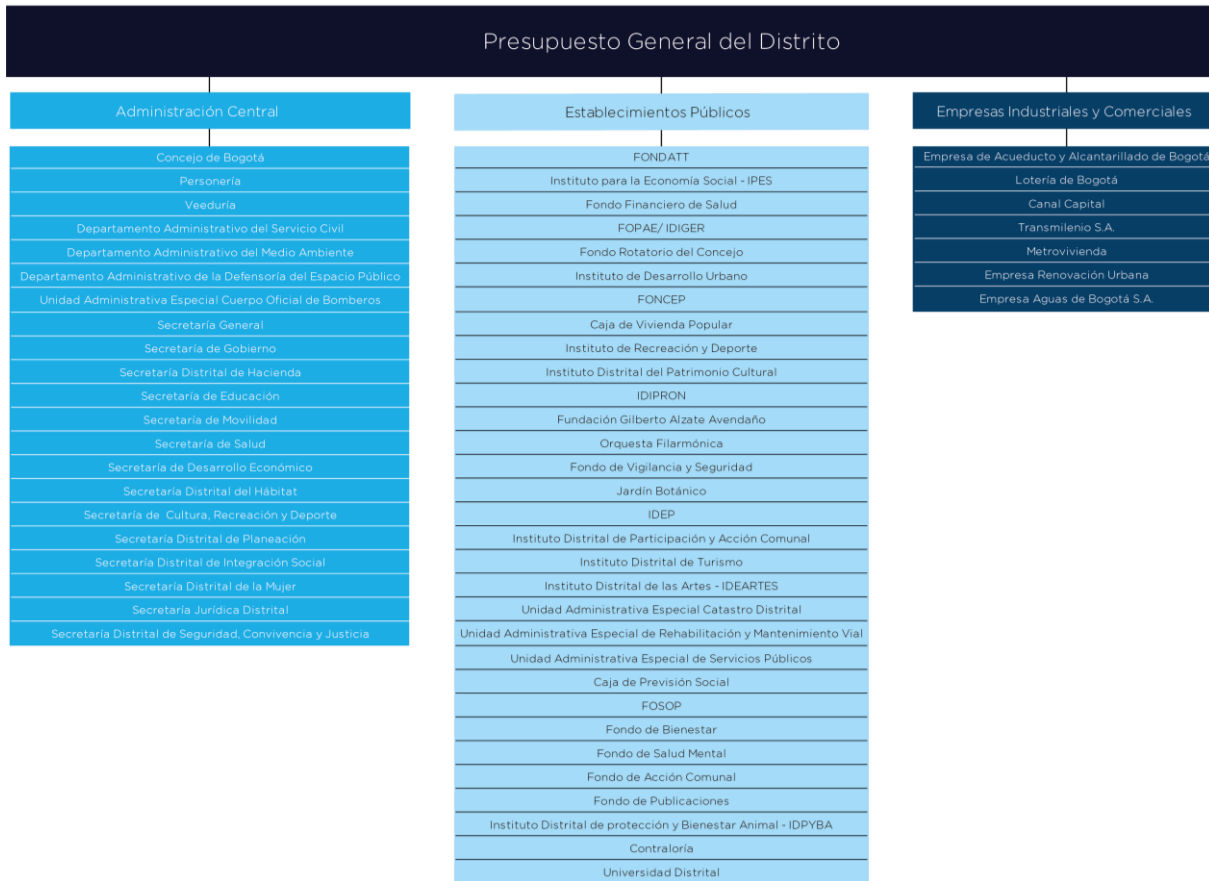 Presupuesto General del Distrito
Administración Central
Concejo de Bogotá
Personería
Veeduría
Departamento Administrativo del Servicio Civil
Departamento Administrativo del Medio Ambiente
Departamento Administrativo de la Defensoría del Espacio Público
Unidad Administrativa Especial Cuerpo Oficial de Bomberos
Secretaría General
Secretaría de Gobierno
Secretaría Distrital de Hacienda
Secretaría de Educación
Secretaría de Movilidad
Secretaría de Salud
Secretaría de Desarrollo Económico
Secretaría Distrital del Hábitat
Secretaría de Cultura, Recreación y Deporte
Secretaría Distrital de Planeación
Secretaría Distrital de Integración Social
Secretaría Distrital de la Mujer
Secretaría Jurídica Distrital
Secretaría Distrital de Seguridad, Convivencia y Justicia
Establecimientos Públicos
FONDATT
Instituto para la Economía Social - IPES
Fondo Financiero de Salud
FOPAE/ IDIGER
Fondo Rotatorio del Concejo
Instituto de Desarrollo Urbano
FONCEP
Caja de Vivienda Popular
Instituto de Recreación y Deporte
Instituto Distrital del Patrimonio Cultural
IDIPRON
Fundación Gilberto Alzate Avendaño
Orquesta Filarmónica
Fondo de Vigilancia y Seguridad
Jardín Botánico
IDEP
Instituto Distrital de Participación y Acción Comunal
Instituto Distrital de Turismo
Instituto Distrital de las Artes - IDEARTES
Unidad Administrativa Especial Catastro Distrital
Unidad Administrativa Especial de Rehabilitación y Mantenimiento Vial
Unidad Administrativa Especial de Servicios Públicos
Caja de Previsión Social
FOSOP
Fondo de Bienestar
Fondo de Salud Mental
Fondo de Acción Comunal
Fondo de Publicaciones
Instituto Distrital de protección y Bienestar Animal - IDPYBA
Contraloría
Universidad Distrital
Empresas Industriales y Comerciales
Empresa de Acueducto y Alcantarillado de Bogotá
Lotería de Bogotá
Canal Capital
Transmilenio S.A.
Metrovivienda
Empresa Renovación Urbana
Empresa Aguas de Bogotá S.A.